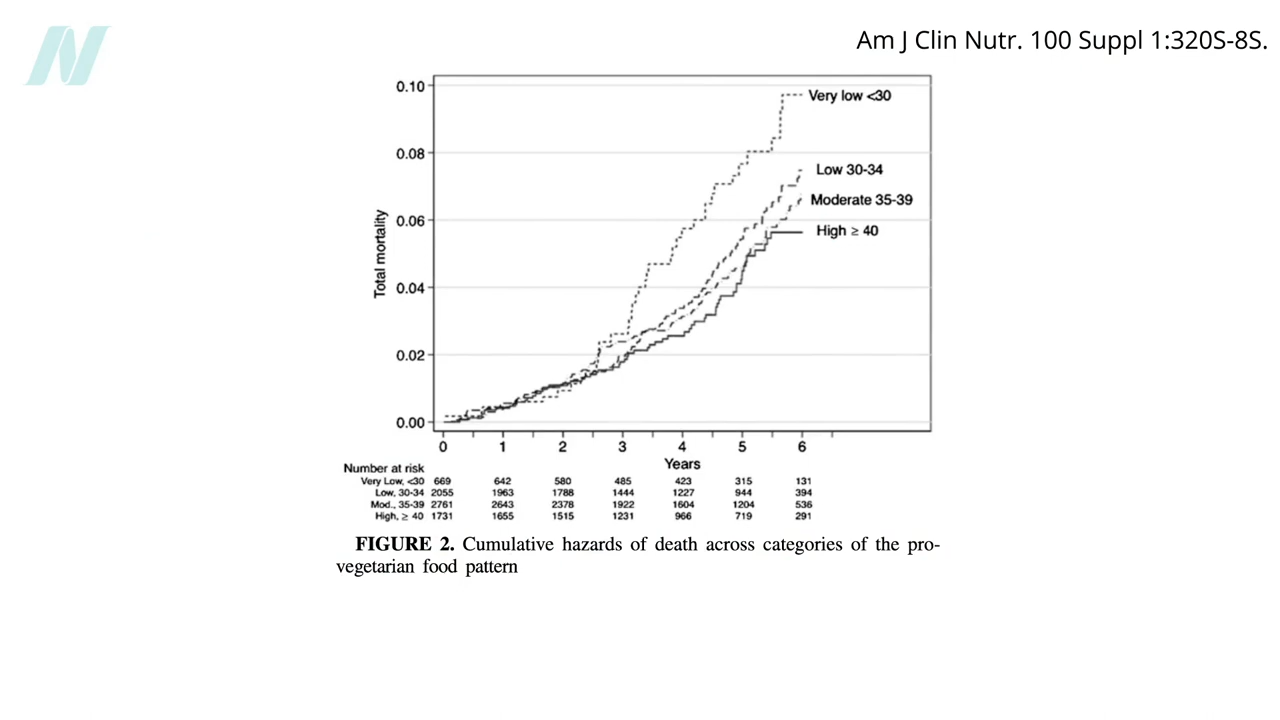 Am J Clin Nutr. 100 Suppl 1:320S-8S.
0.10
Very low <30
0.08
Low 30-34
Moderate 35-39
0.06
High ≥ 40
Total mortality
0.04
0.02
0.00
0 1 2 3 4 5 6
Years
Number at risk
Very Low, <30 669 642 580 485 423 315 131
Low, 30-34 2055 1963 1788 1444 1227 944 394
Mod., 35-39 2761 2643 2378 1922 1604 1204 536
High, ≥ 40 1731 1655 1515 1231 966 719 291
FIGURE 2. Cumulative hazards of death across categories of the pro-
vegetarian food pattern